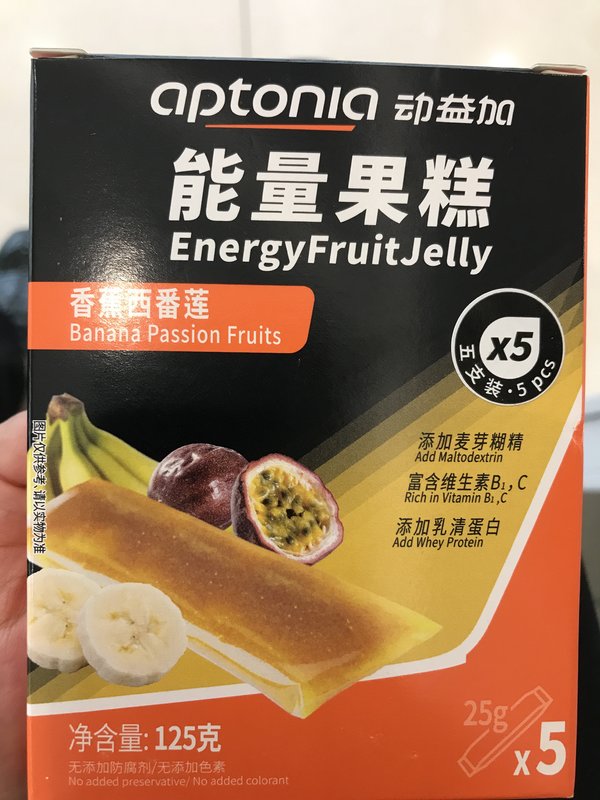 aptonia 动益加
能量果糕
EnergyFruitJelly
香蕉西番莲
Banana Passion Fruits
x5
五支装·5 pcs
添加麦芽糊精
Add Maltodextrin
富含维生素B₁, C
Rich in Vitamin B₁ ,C
添加乳清蛋白
Add Whey Protein
图片仅供参考、请以实物为准
净含量: 125克
无添加防腐剂/无添加色素
No added preservative/ No added colorant
25g
x5